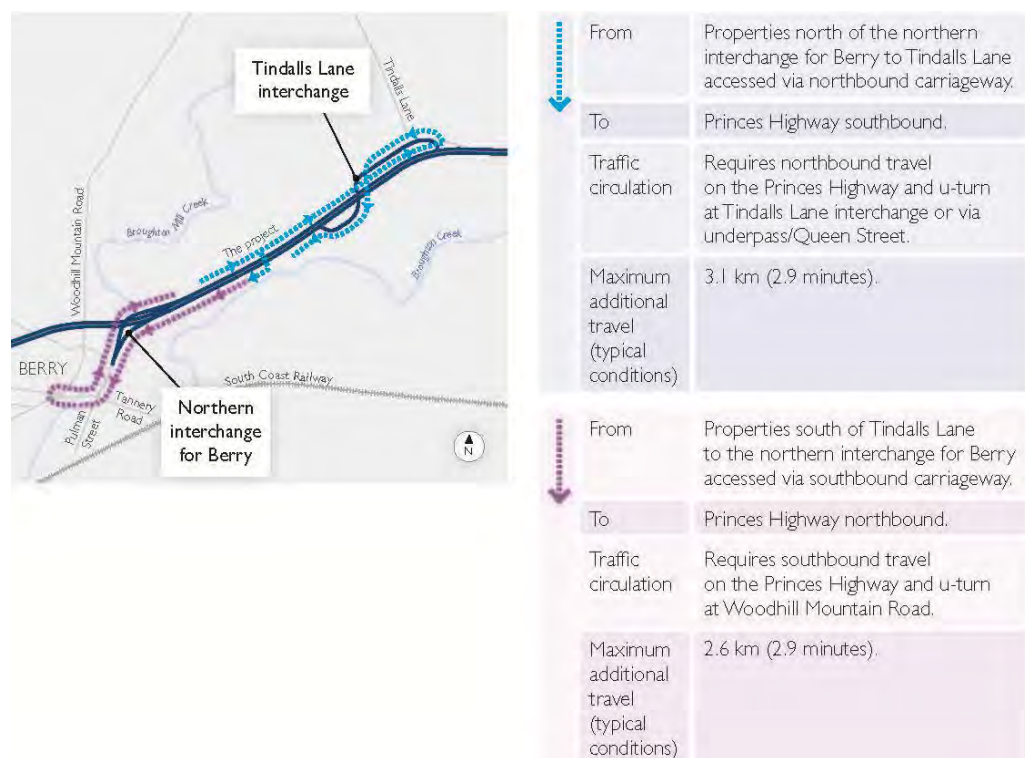 Tindalls Lane
interchange
Tindalls Lane
Woodhill Mountain Road
Broughton Mill Creek
The project
Broughton Creek
BERRY
South Coast Railway
Tannery
Road
Pulman
Street
Northern
interchange
for Berry
N
From
Properties north of the northern
interchange for Berry to Tindalls Lane
accessed via northbound carriageway.
To
Princes Highway southbound.
Traffic
circulation
Requires northbound travel
on the Princes Highway and u-turn
at Tindalls Lane interchange or via
underpass/Queen Street.
Maximum
additional
travel
(typical
conditions)
3.1 km (2.9 minutes).
From
Properties south of Tindalls Lane
to the northern interchange for Berry
accessed via southbound carriageway.
To
Princes Highway northbound.
Traffic
circulation
Requires southbound travel
on the Princes Highway and u-turn
at Woodhill Mountain Road.
Maximum
additional
travel
(typical
conditions)
2.6 km (2.9 minutes).